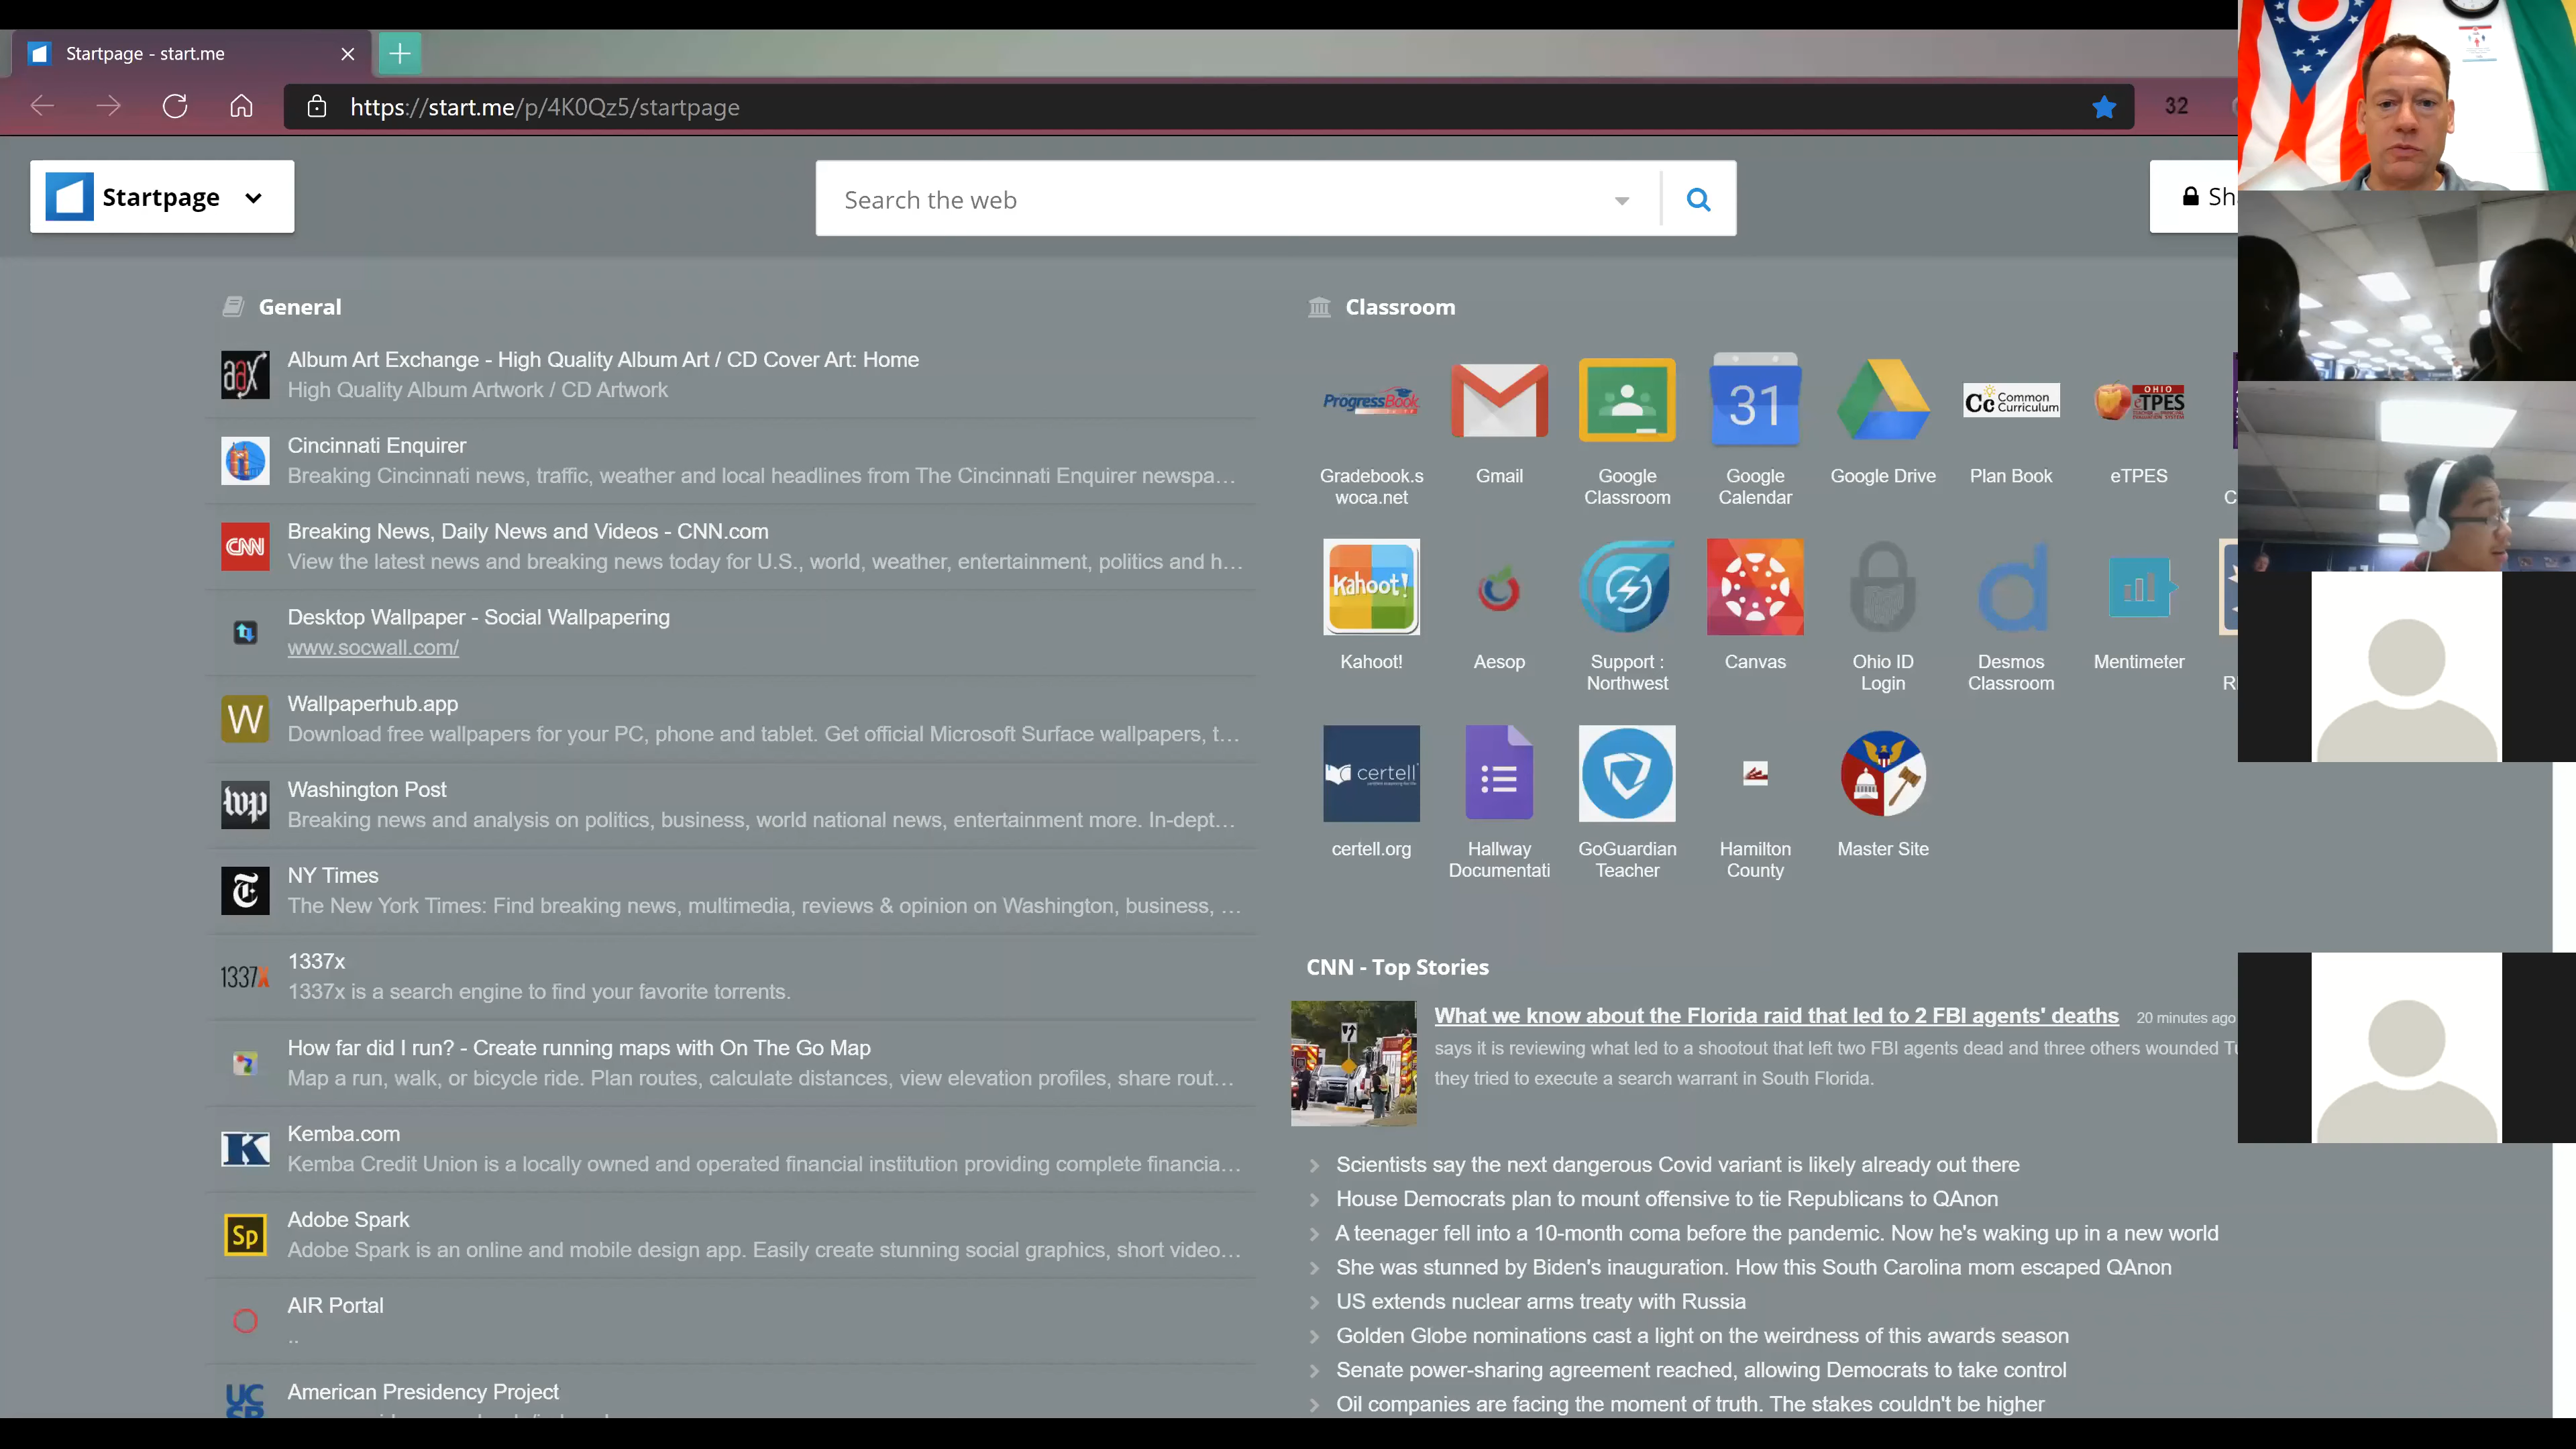 Startpage - start.me
https://start.me/p/4K0Qz5/startpage
32
Startpage
Search the web
Sh
General
aax
Album Art Exchange - High Quality Album Art / CD Cover Art: Home
High Quality Album Artwork / CD Artwork
Cincinnati Enquirer
Breaking Cincinnati news, traffic, weather and local headlines from The Cincinnati Enquirer newspa…
CNN
Breaking News, Daily News and Videos - CNN.com
View the latest news and breaking news today for U.S., world, weather, entertainment, politics and h…
Desktop Wallpaper - Social Wallpapering
www.socwall.com/
W
Wallpaperhub.app
Download free wallpapers for your PC, phone and tablet. Get official Microsoft Surface wallpapers, t…
wp
Washington Post
Breaking news and analysis on politics, business, world national news, entertainment more. In-dept…
T
NY Times
The New York Times: Find breaking news, multimedia, reviews & opinion on Washington, business, …
1337X
1337x
1337x is a search engine to find your favorite torrents.
How far did I run? - Create running maps with On The Go Map
Map a run, walk, or bicycle ride. Plan routes, calculate distances, view elevation profiles, share rout…
K
Kemba.com
Kemba Credit Union is a locally owned and operated financial institution providing complete financia…
Sp
Adobe Spark
Adobe Spark is an online and mobile design app. Easily create stunning social graphics, short video…
AIR Portal
..
UC
American Presidency Project
Classroom
ProgressBook
31
Cc Common Curriculum
OHIO eTPES
Gradebook.s
woca.net
Gmail
Google
Classroom
Google
Calendar
Google Drive
Plan Book
eTPES
C
Kahoot!
d
Kahoot!
Aesop
Support :
Northwest
Canvas
Ohio ID
Login
Desmos
Classroom
Mentimeter
R
certell
certell.org
Hallway
Documentati
GoGuardian
Teacher
Hamilton
County
Master Site
CNN - Top Stories
What we know about the Florida raid that led to 2 FBI agents' deaths 20 minutes ago
says it is reviewing what led to a shootout that left two FBI agents dead and three others wounded Tu
they tried to execute a search warrant in South Florida.
Scientists say the next dangerous Covid variant is likely already out there
House Democrats plan to mount offensive to tie Republicans to QAnon
A teenager fell into a 10-month coma before the pandemic. Now he's waking up in a new world
She was stunned by Biden's inauguration. How this South Carolina mom escaped QAnon
US extends nuclear arms treaty with Russia
Golden Globe nominations cast a light on the weirdness of this awards season
Senate power-sharing agreement reached, allowing Democrats to take control
Oil companies are facing the moment of truth. The stakes couldn't be higher